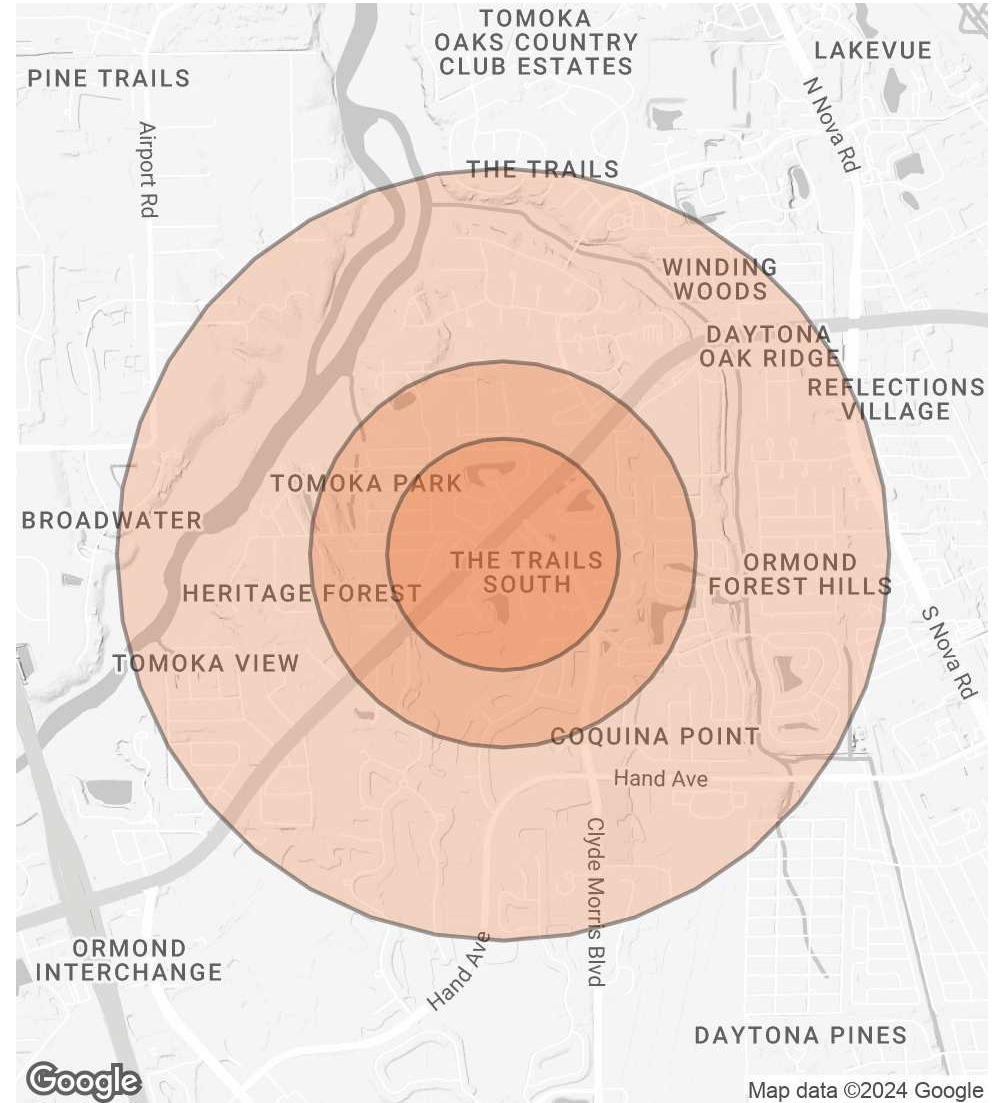 TOMOKA
OAKS COUNTRY
CLUB ESTATES
LAKEVUE
PINE TRAILS
N Nova Rd
Airport Rd
THE TRAILS
WINDING
WOODS
DAYTONA
OAK RIDGE
REFLECTIONS
VILLAGE
TOMOKA PARK
BROADWATER
THE TRAILS
SOUTH
ORMOND
FOREST HILLS
HERITAGE FOREST
S Nova Rd
TOMOKA VIEW
COQUINA POINT
Hand Ave
Clyde Morris Blvd
ORMOND
INTERCHANGE
Hand Ave
DAYTONA PINES
Google
Map data ©2024 Google